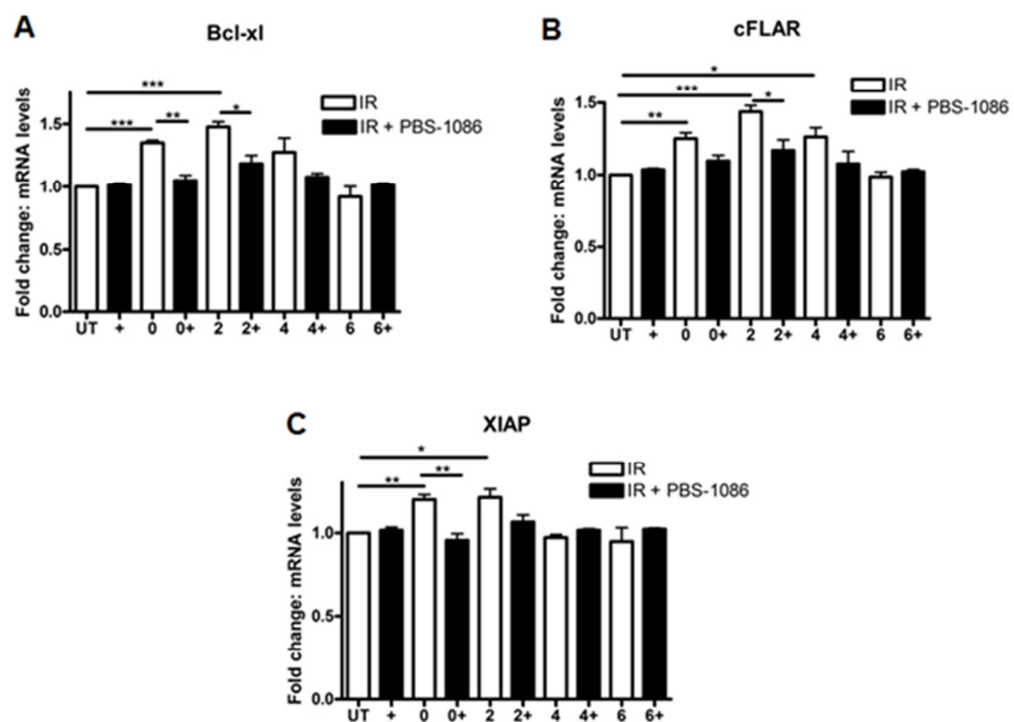 A
Bcl-xl
Fold change: mRNA levels
***
***
**
*
IR
IR + PBS-1086
1.5
1.0
0.5
0.0
UT + 0 0+ 2 2+ 4 4+ 6 6+
B
cFLAR
Fold change: mRNA levels
*
***
*
**
IR
IR + PBS-1086
1.5
1.0
0.5
0.0
UT + 0 0+ 2 2+ 4 4+ 6 6+
C
XIAP
Fold change: mRNA levels
*
**
**
IR
IR + PBS-1086
1.0
0.5
0.0
UT + 0 0+ 2 2+ 4 4+ 6 6+